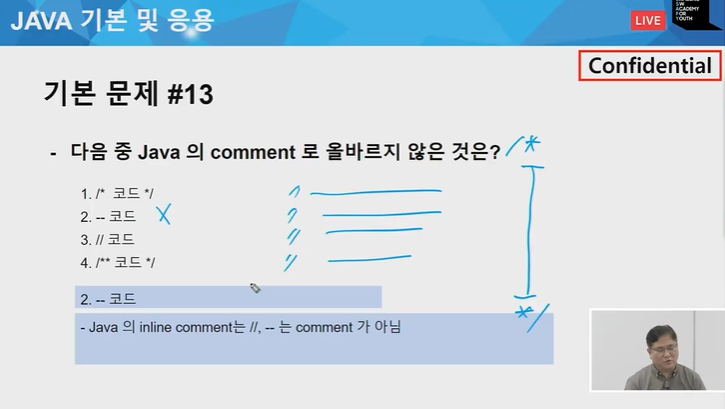 JAVA 기본 및 응용
LIVE
SW
ACADEMY
FOR
YOUTH
Confidential
기본 문제 #13
- 다음 중 Java 의 comment 로 올바르지 않은 것은? /*
1. /* 코드 */
2. -- 코드 X
3. // 코드
4. /** 코드 */
//
//
//
//
*/
2. -- 코드
- Java 의 inline comment는 //, -- 는 comment 가 아님